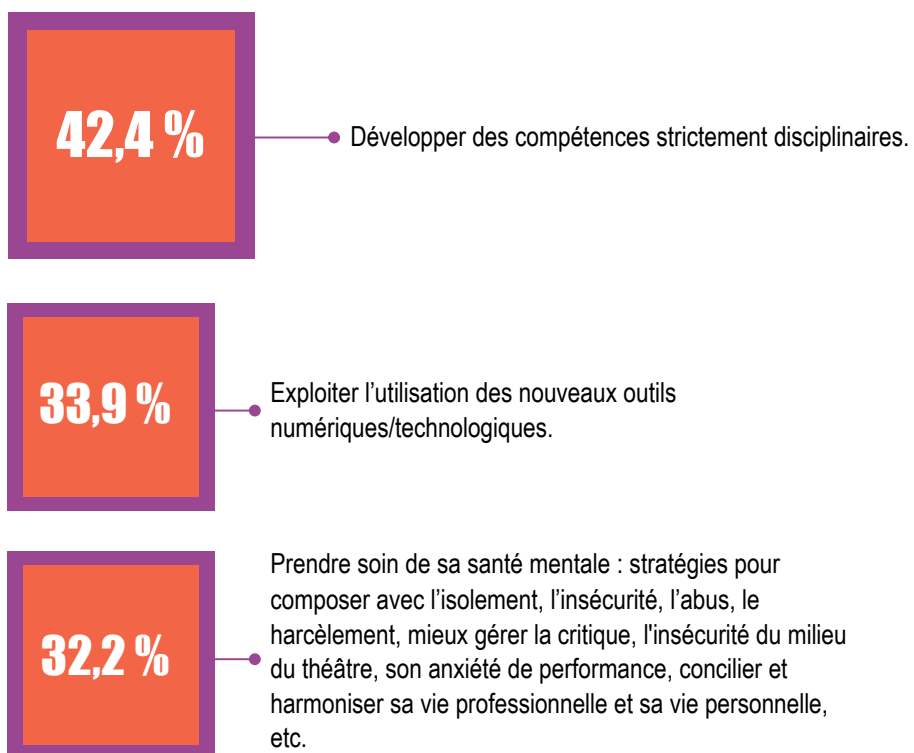 42,4 %
Développer des compétences strictement disciplinaires.
33,9 %
Exploiter l’utilisation des nouveaux outils
numériques/technologiques.
32,2 %
Prendre soin de sa santé mentale : stratégies pour
composer avec l’isolement, l’insécurité, l’abus, le
harcèlement, mieux gérer la critique, l'insécurité du milieu
du théâtre, son anxiété de performance, concilier et
harmoniser sa vie professionnelle et sa vie personnelle,
etc.